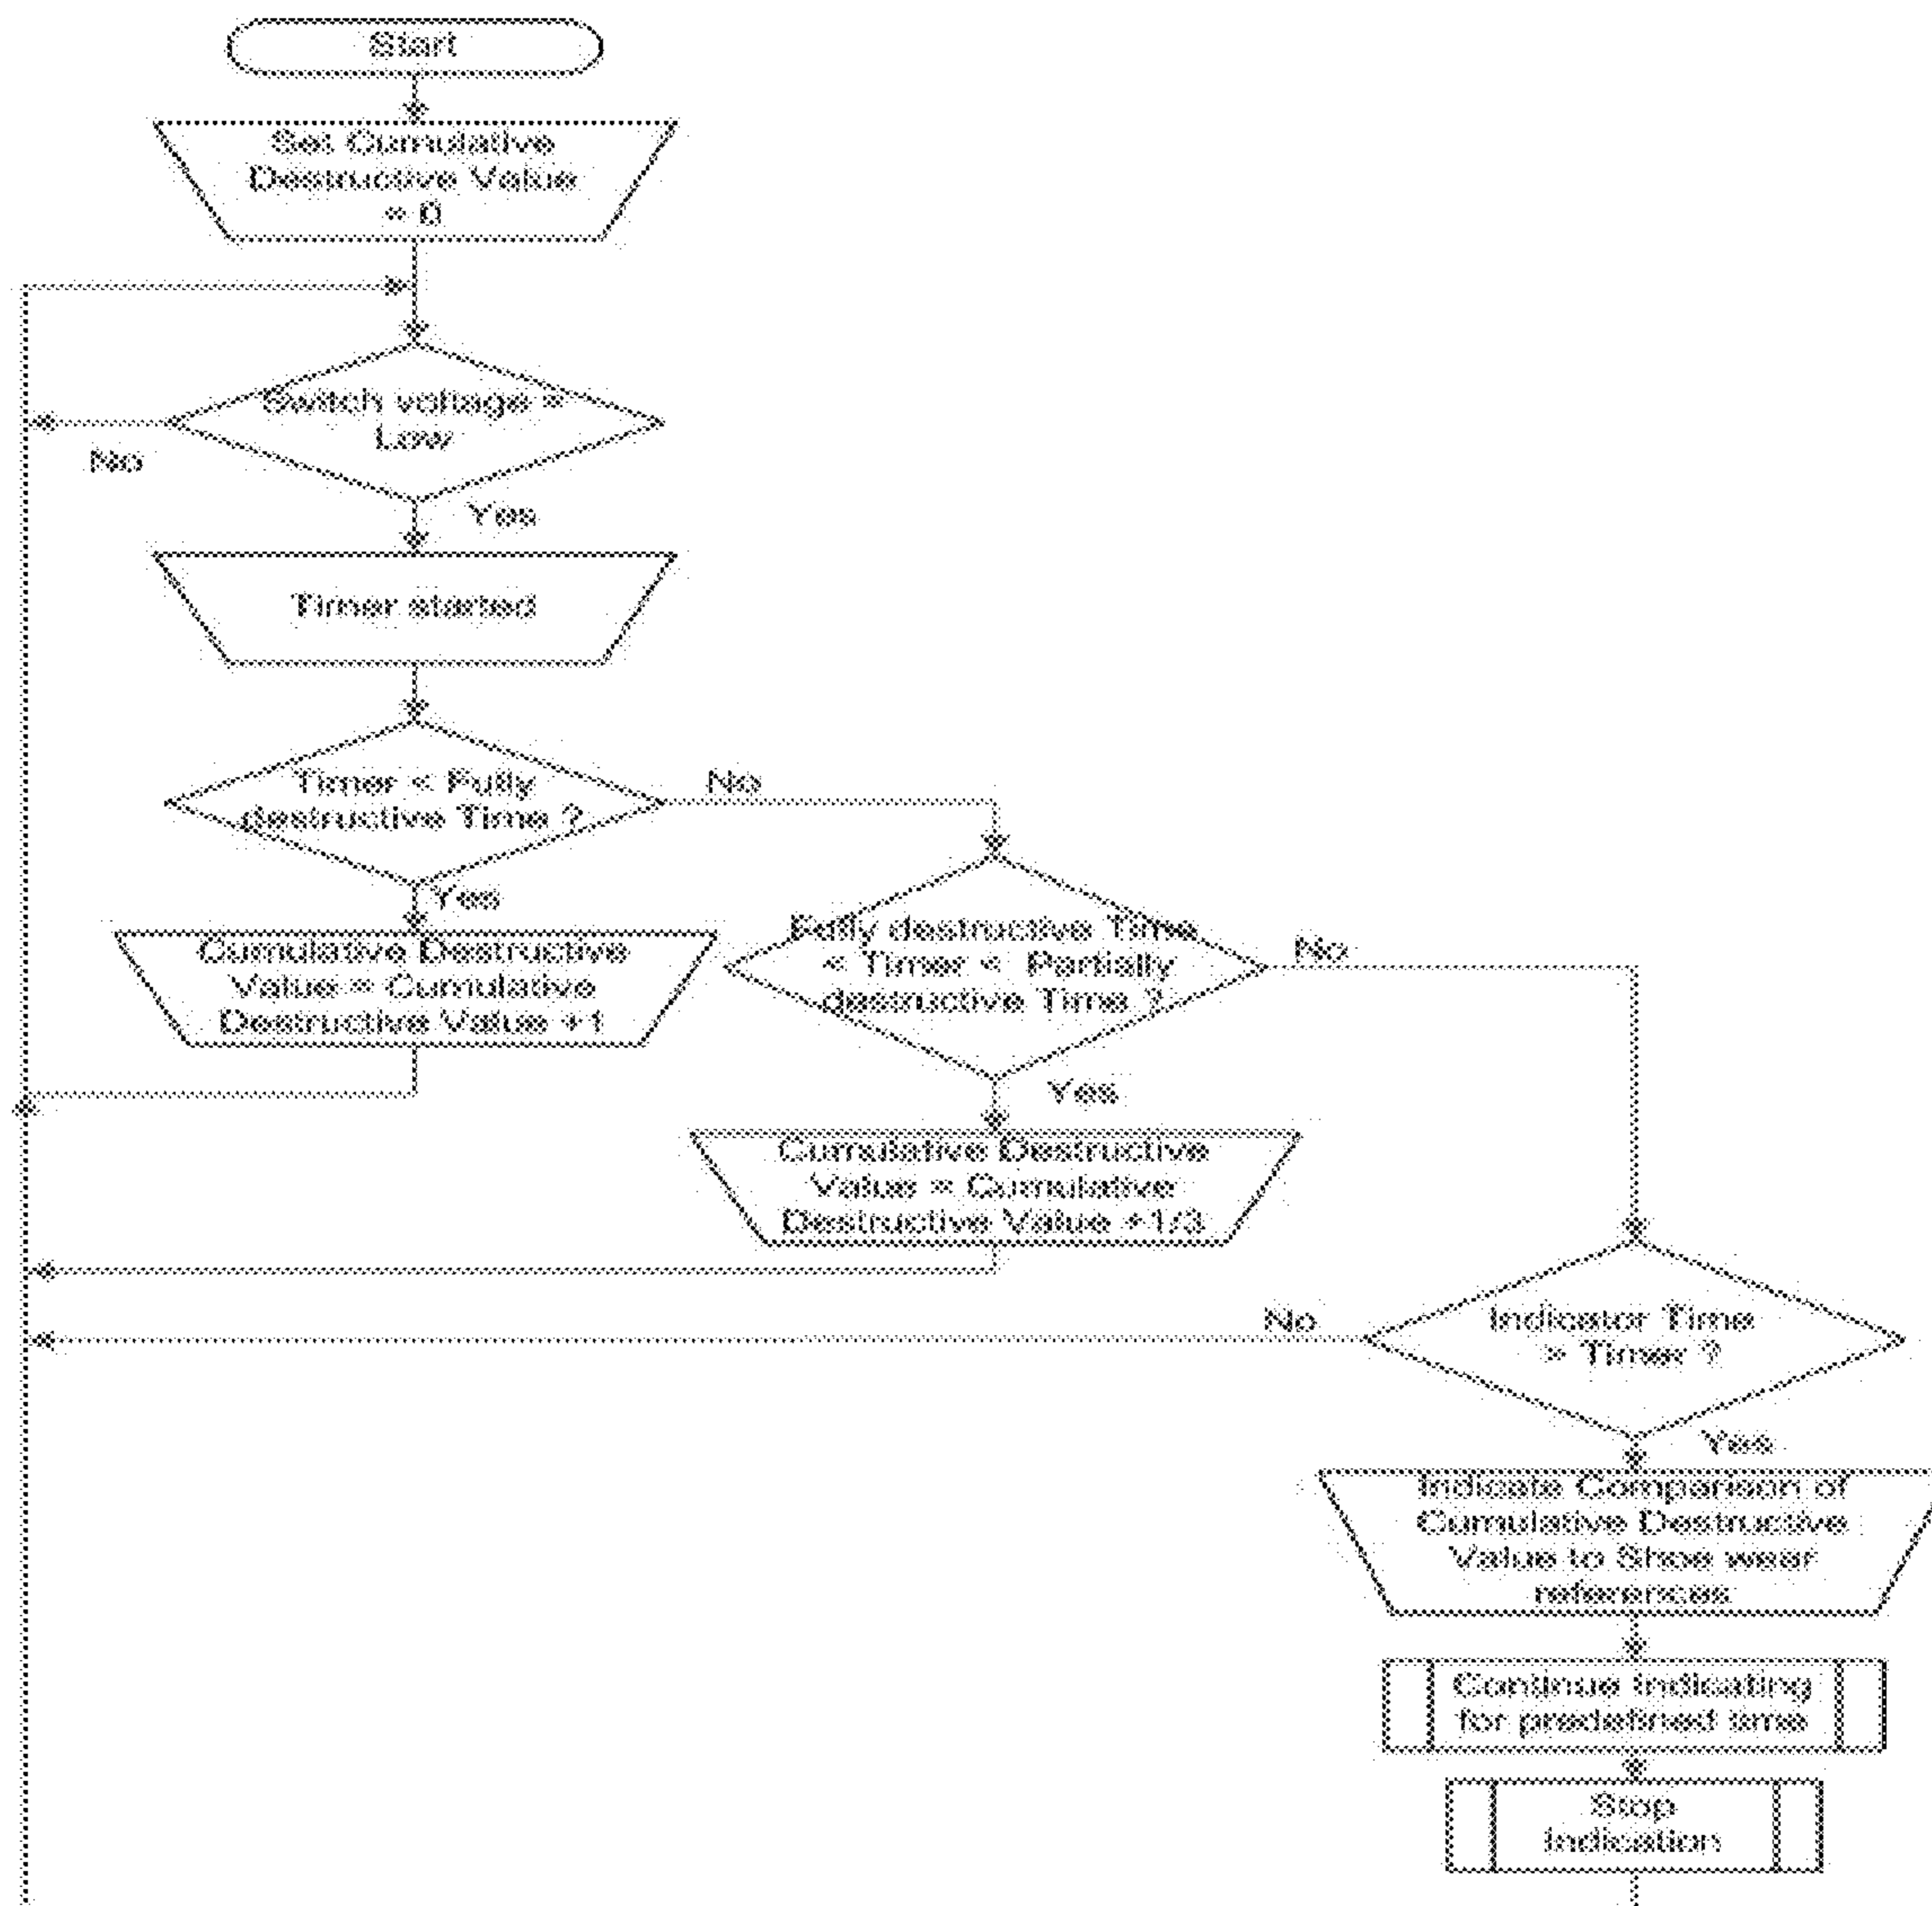 Start
Set Cumulative
Destructive Value
= 0
Switch voltage =
Low
No
Yes
Timer started
Timer < Fully
destructive Time ?
No
Yes
Cumulative Destructive
Value = Cumulative
Destructive Value +1
Fully destructive Time
< Timer < Partially
destructive Time ?
No
Yes
Cumulative Destructive
Value = Cumulative
Destructive Value +1/3
No
Indicator Time
Timer ?
Yes
Indicate Comparison of
Cumulative Destructive
Value to Shoe wear
references
Continue Indicating
for predefined time
Stop
Indication